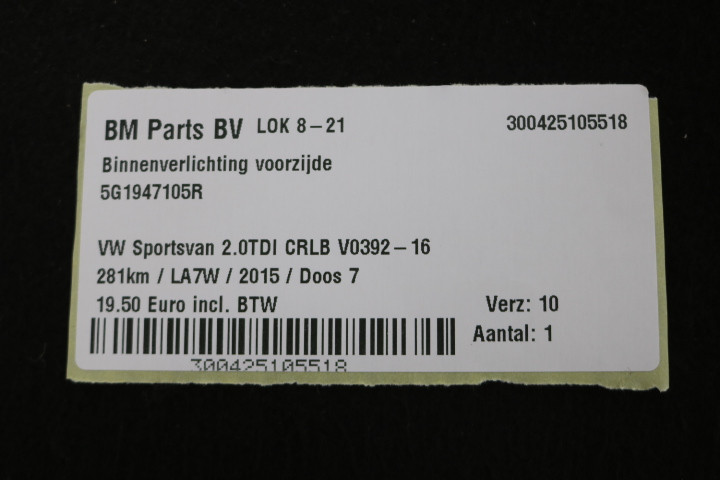 BM Parts BV LOK 8-21 300425105518
Binnenverlichting voorzijde
5G1947105R
VW Sportsvan 2.0TDI CRLB V0392-16
281km / LA7W / 2015 / Doos 7
19.50 Euro incl. BTW Verz: 10
Aantal: 1
300425105518